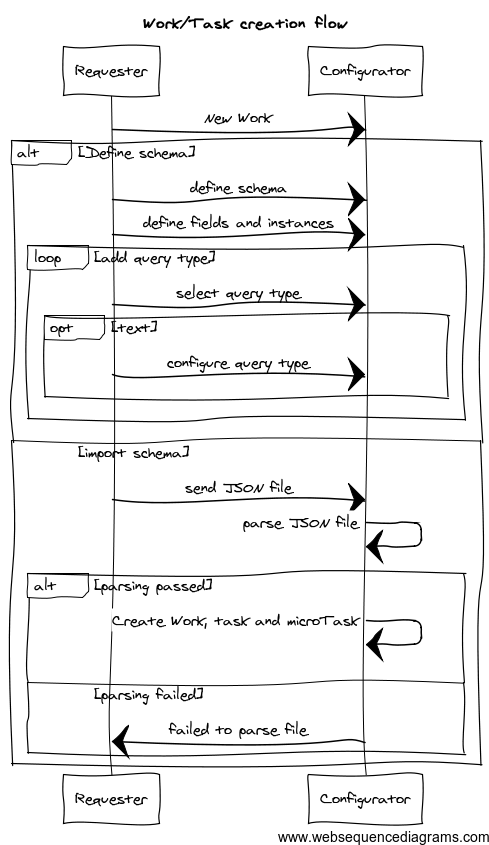 Work/Task creation flow
Requester
Configurator
New Work
alt
[Define schema]
define schema
define fields and instances
loop
[add query type]
select query type
opt
[text]
configure query type
[import schema]
send JSON file
parse JSON file
alt
[parsing passed]
Create Work, task and microTask
[parsing failed]
failed to parse file
Requester
Configurator
www.websequencediagrams.com